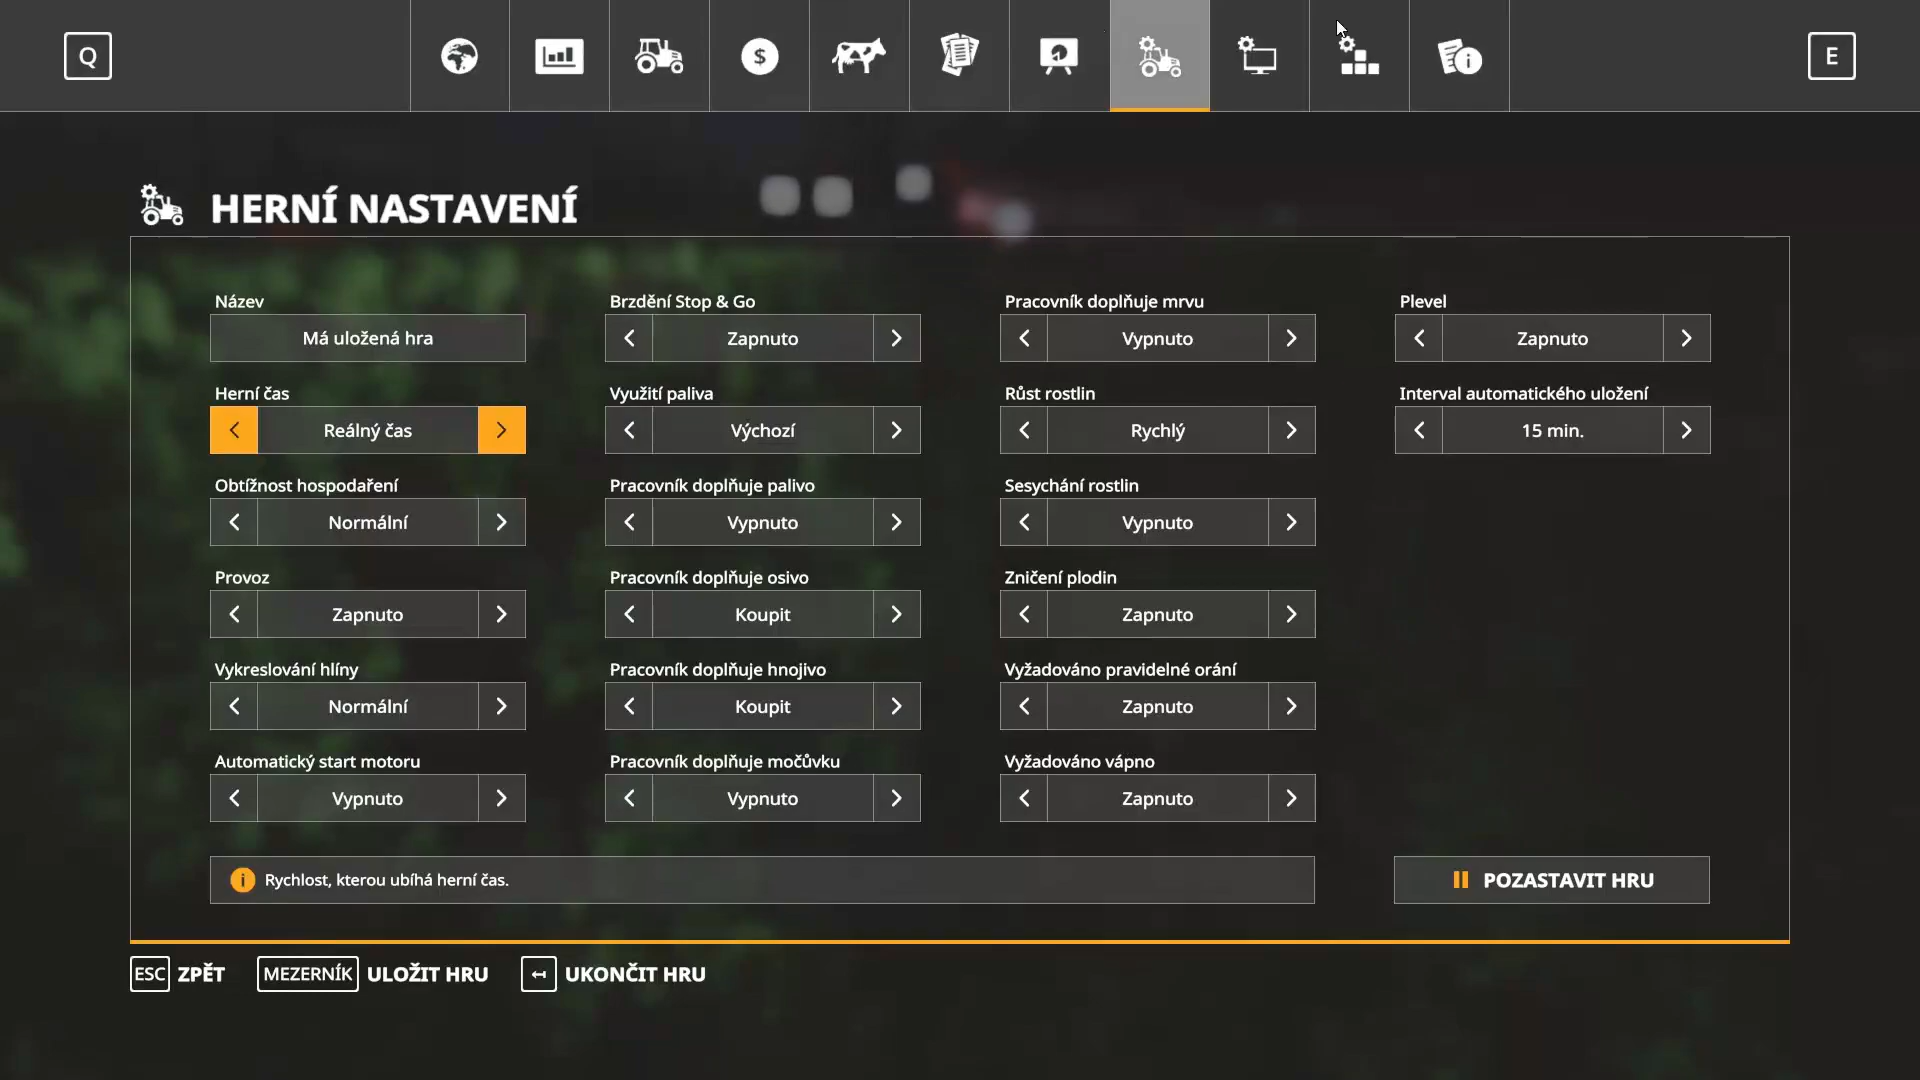 Q
E
HERNÍ NASTAVENÍ
Název
Má uložená hra
Herní čas
Reálný čas
Obtížnost hospodaření
Normální
Provoz
Zapnuto
Vykreslování hlíny
Normální
Automatický start motoru
Vypnuto
Brzdění Stop & Go
Zapnuto
Využití paliva
Výchozí
Pracovník doplňuje palivo
Vypnuto
Pracovník doplňuje osivo
Koupit
Pracovník doplňuje hnojivo
Koupit
Pracovník doplňuje močůvku
Vypnuto
Pracovník doplňuje mrvu
Vypnuto
Růst rostlin
Rychlý
Sesychání rostlin
Vypnuto
Zničení plodin
Zapnuto
Vyžadováno pravidelné orání
Zapnuto
Vyžadováno vápno
Zapnuto
Plevel
Zapnuto
Interval automatického uložení
15 min.
Rychlost, kterou ubíhá herní čas.
POZASTAVIT HRU
ESC ZPĚT MEZERNÍK ULOŽIT HRU UKONČIT HRU